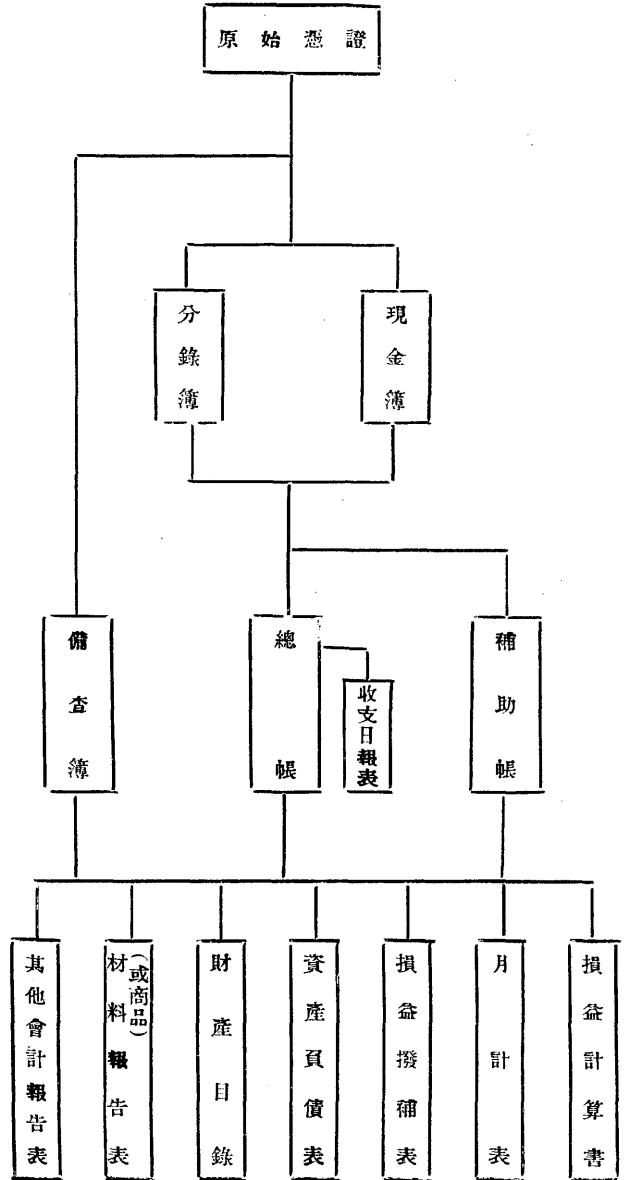 原始憑證
現金簿
分錄簿
補助帳
總帳
收支日報表
備查簿
損益計算書
月計表
損益撥補表
資產負債表
財產目錄
材料報告表
(或商品)
其他會計報告表